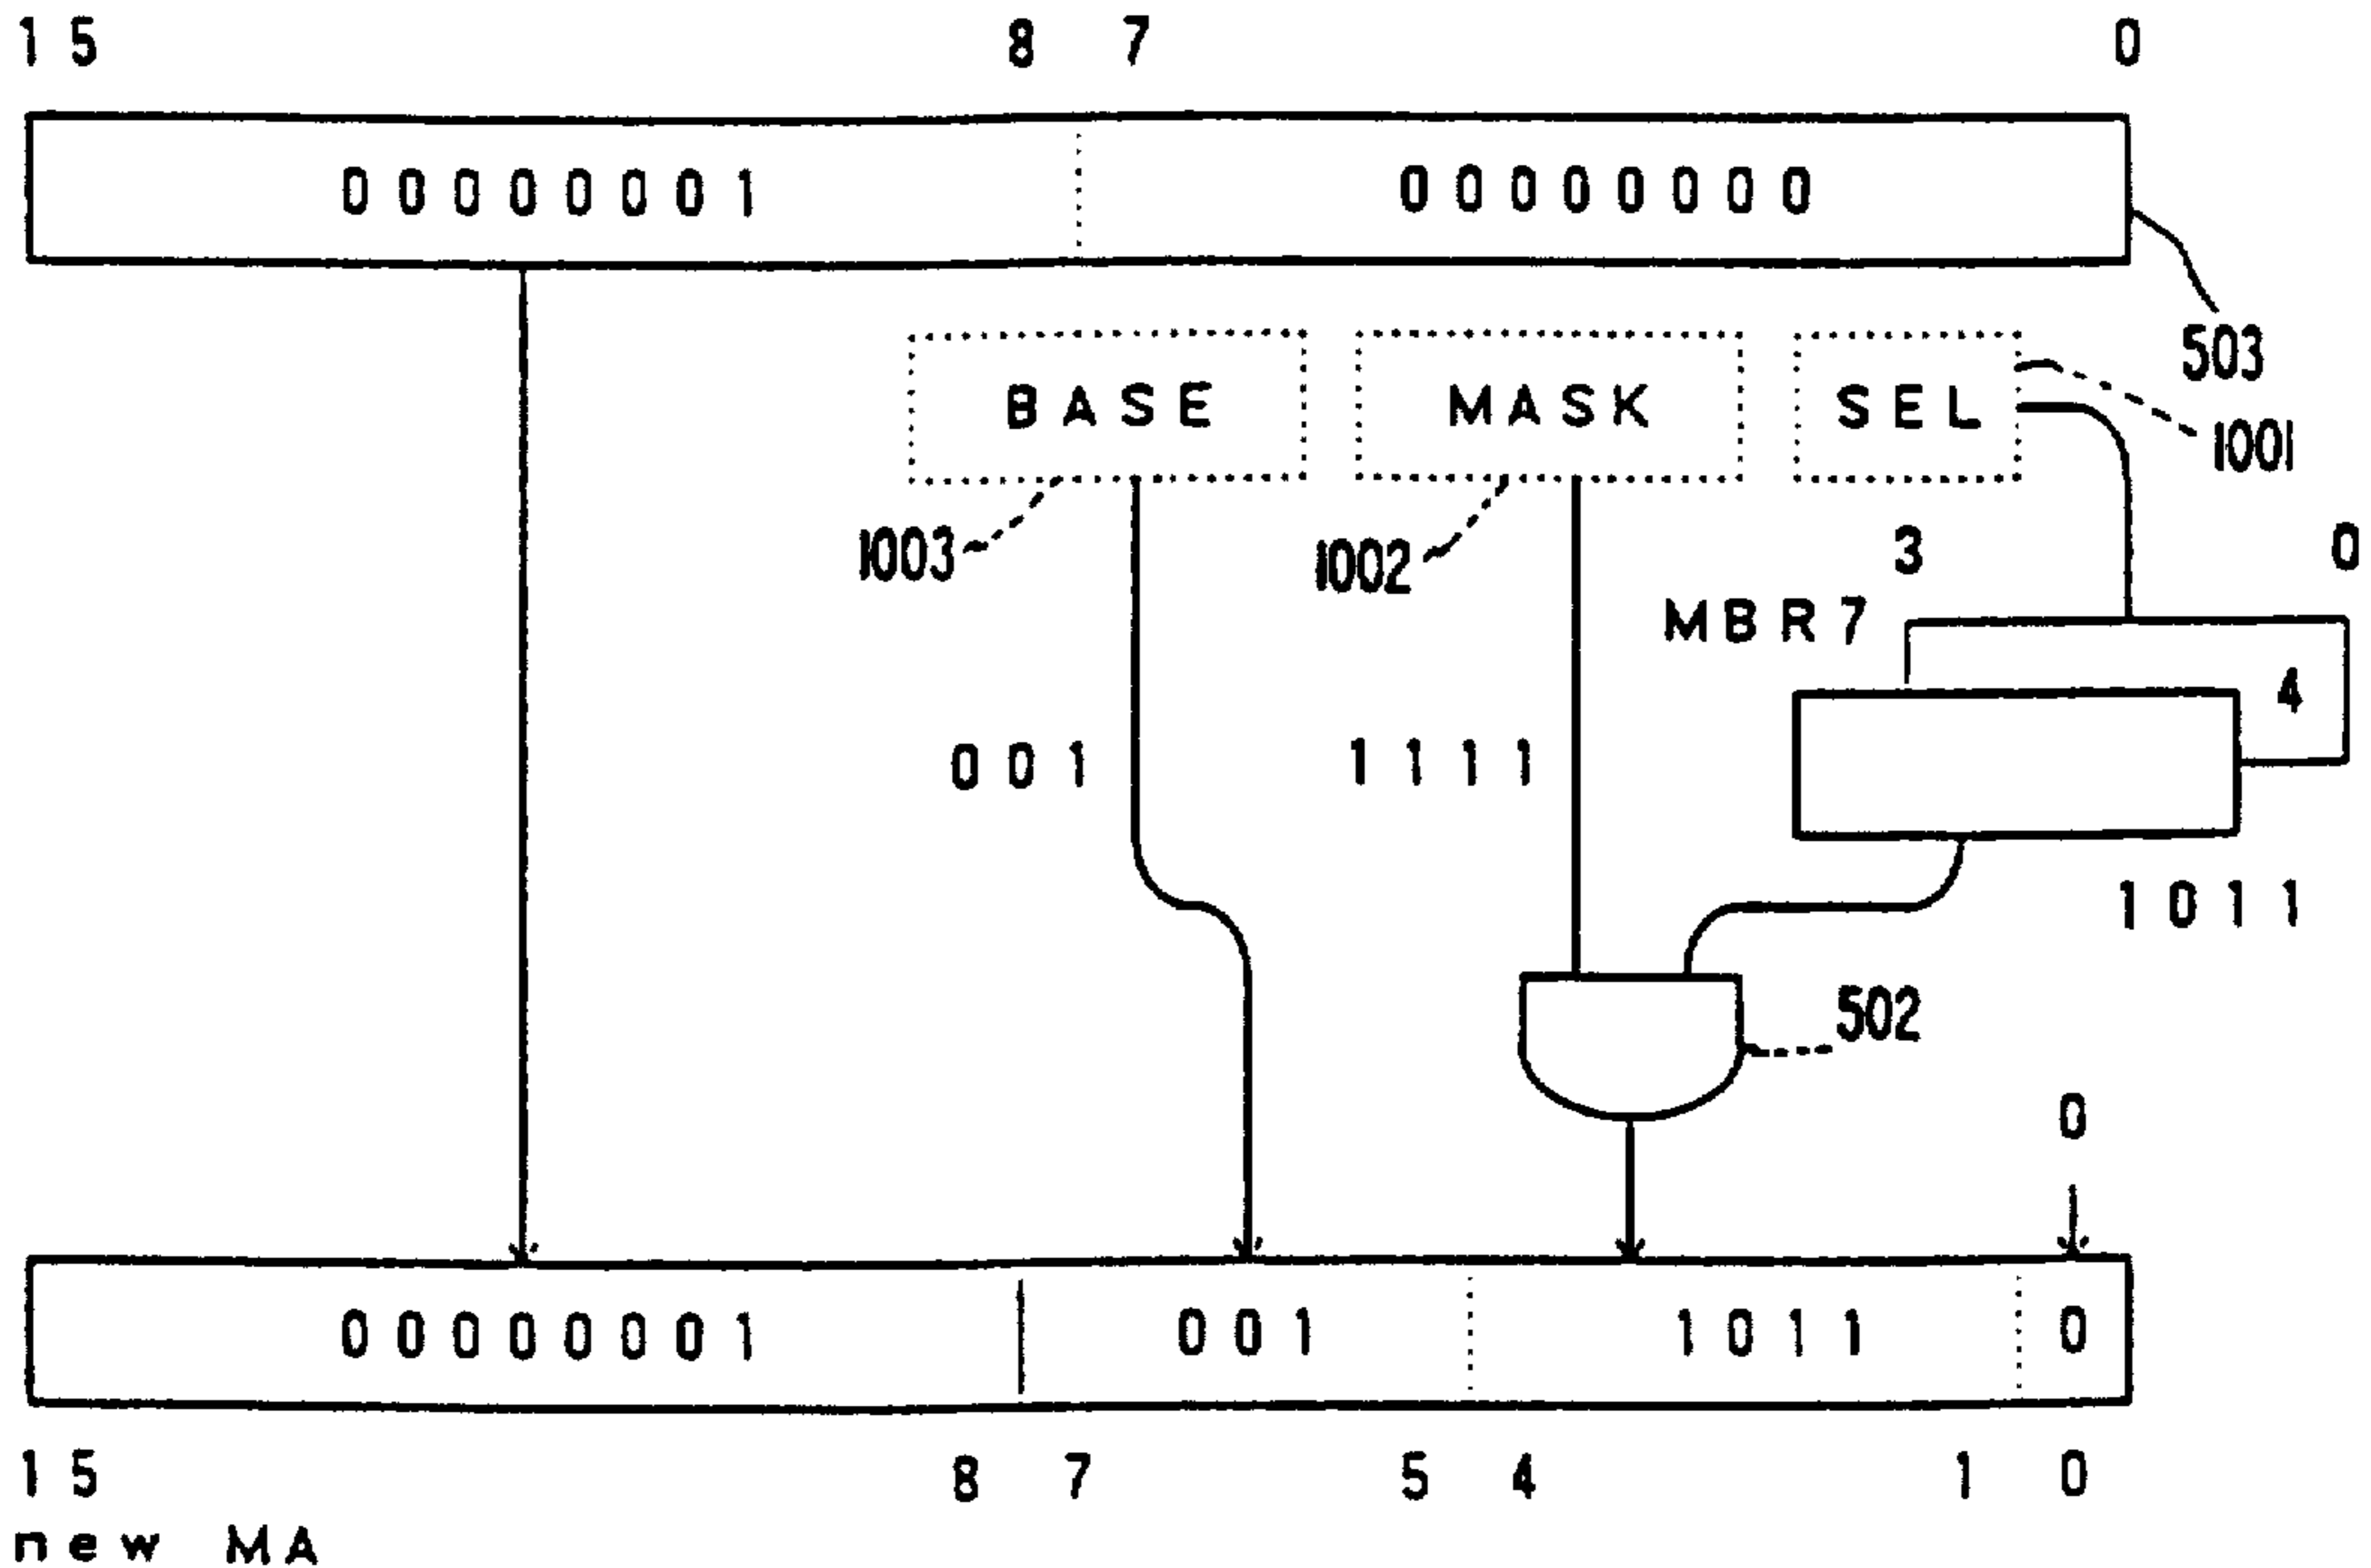 15 8 7 0
00000001 00000000
503
BASE MASK SEL
1001
1003 1002 3 0
MBR7
4
001 1111
1011
502
0
00000001 001 1011 0
15 8 7 5 4 1 0
new MA